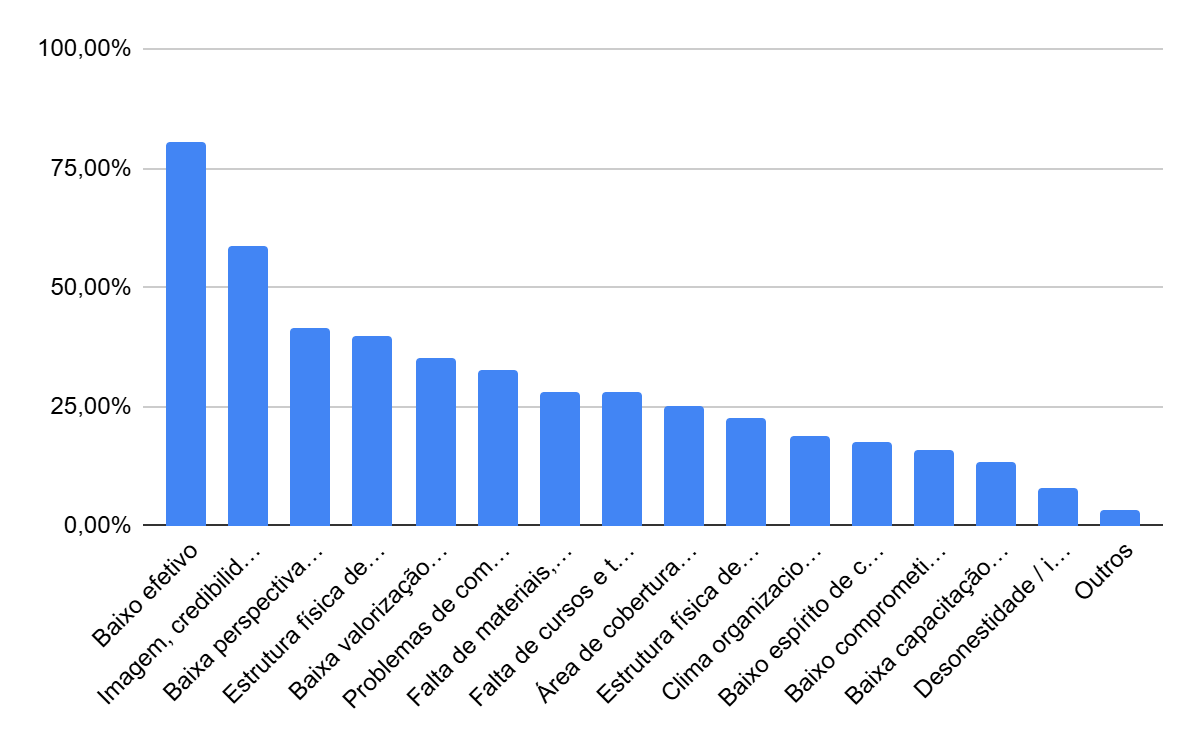 100,00%
75,00%
50,00%
25,00%
0,00%
Baixo efetivo
Imagem, credibilid…
Baixa perspectiva…
Estrutura física de…
Baixa valorização…
Problemas de com…
Falta de materiais,…
Falta de cursos e t…
Área de cobertura…
Estrutura física de…
Clima organizacio…
Baixo espírito de c…
Baixo comprometi…
Baixa capacitação…
Desonestidade / i…
Outros